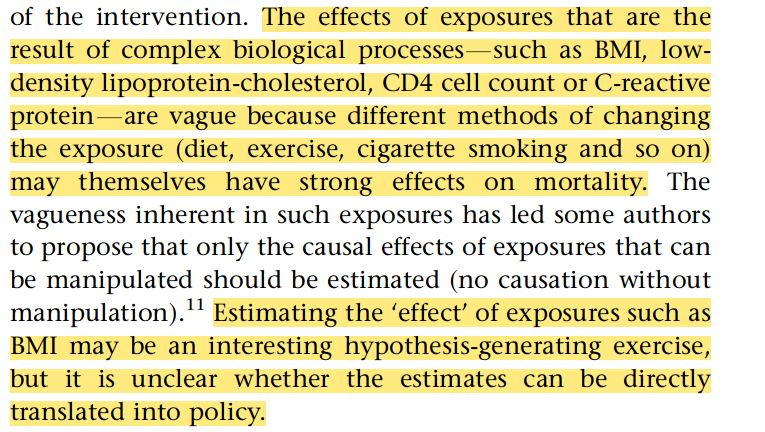 of the intervention. The effects of exposures that are the
result of complex biological processes—such as BMI, low-
density lipoprotein-cholesterol, CD4 cell count or C-reactive
protein—are vague because different methods of changing
the exposure (diet, exercise, cigarette smoking and so on)
may themselves have strong effects on mortality. The
vagueness inherent in such exposures has led some authors
to propose that only the causal effects of exposures that can
be manipulated should be estimated (no causation without
manipulation).¹¹ Estimating the ‘effect’ of exposures such as
BMI may be an interesting hypothesis-generating exercise,
but it is unclear whether the estimates can be directly
translated into policy.